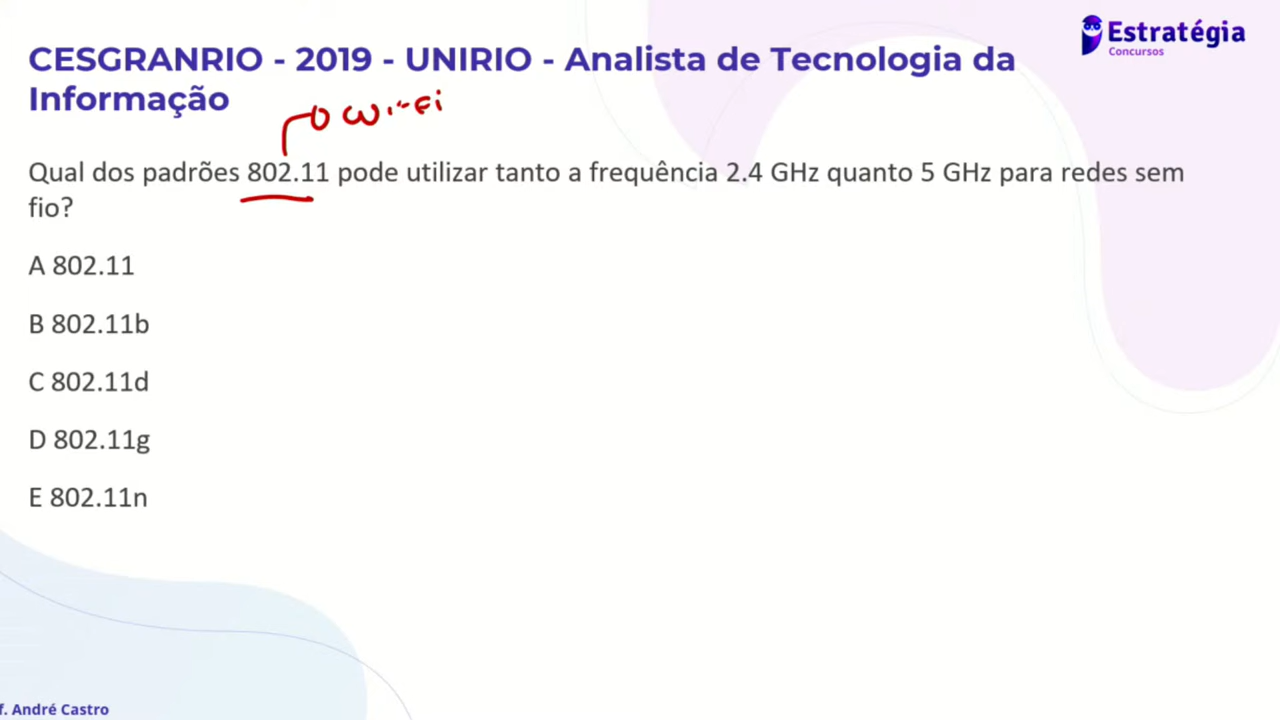 Estratégia
Concursos
CESGRANRIO - 2019 - UNIRIO - Analista de Tecnologia da
Informação
Wi-Fi
Qual dos padrões 802.11 pode utilizar tanto a frequência 2.4 GHz quanto 5 GHz para redes sem
fio?
A 802.11
B 802.11b
C 802.11d
D 802.11g
E 802.11n
f. André Castro